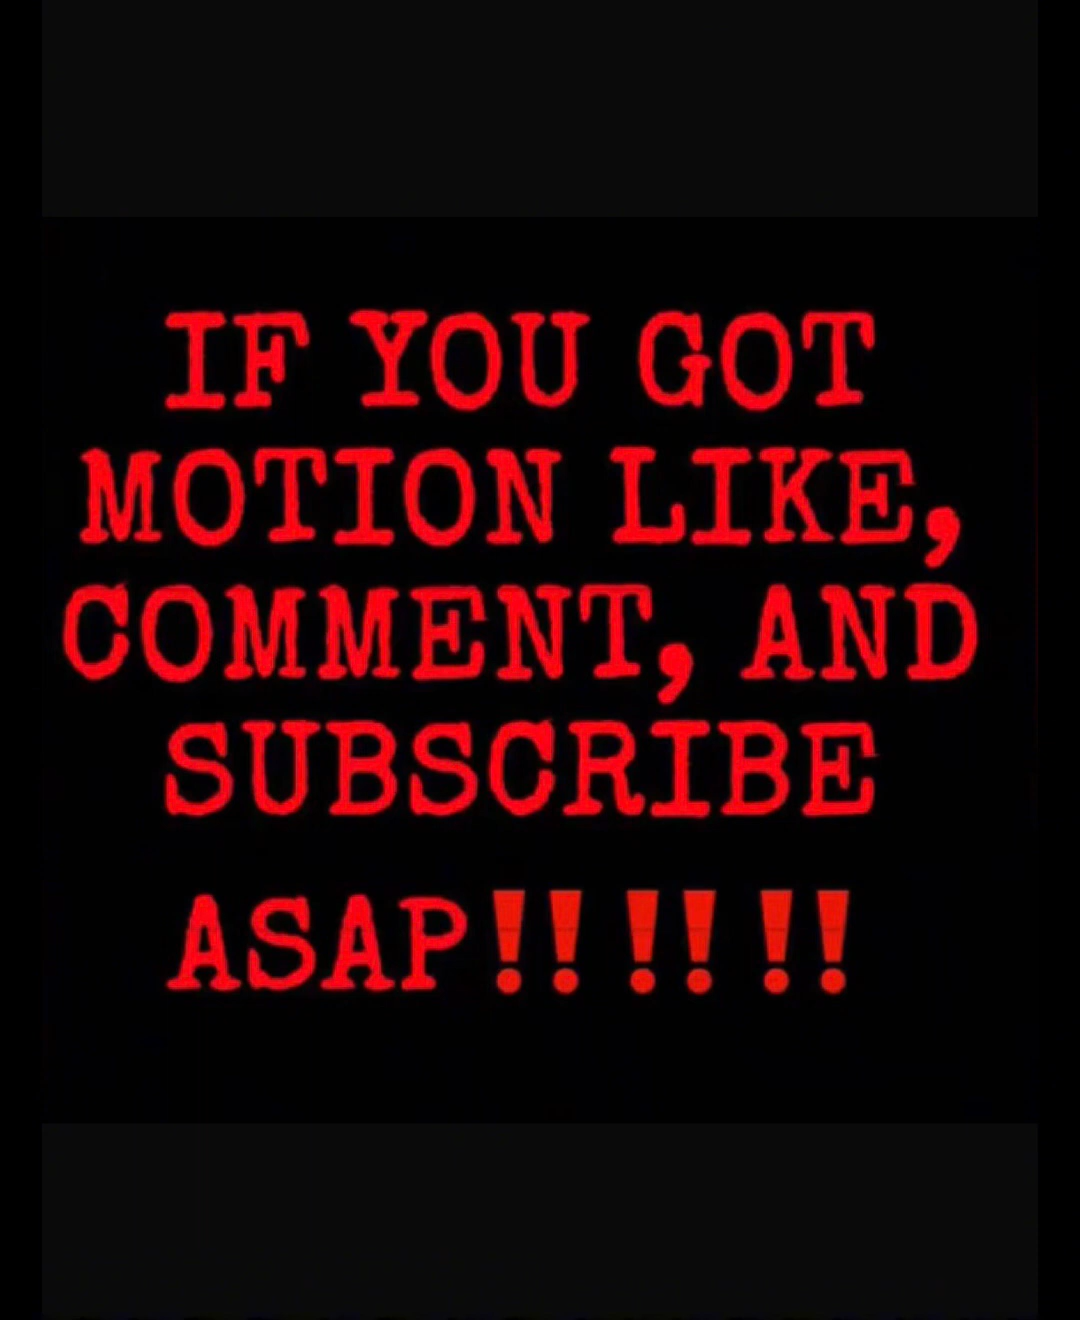 IF YOU GOT
MOTION LIKE,
COMMENT, AND
SUBSCRIBE
ASAP‼️‼️‼️